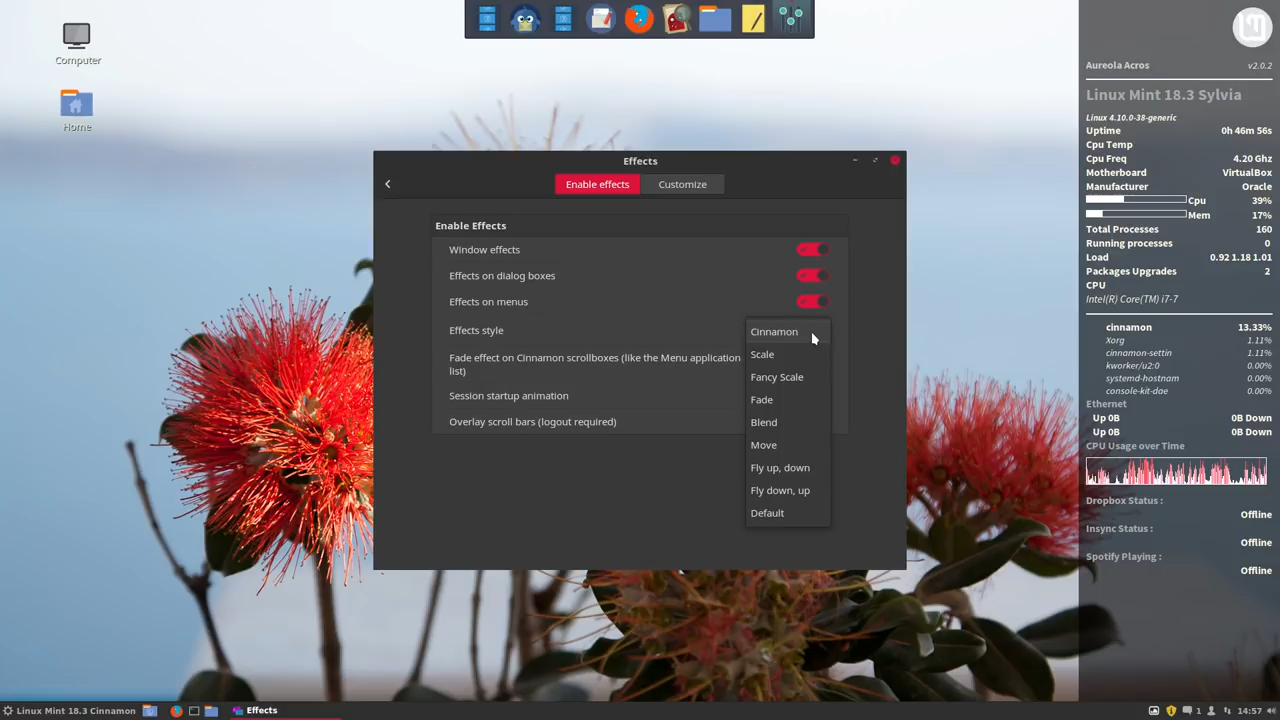 Computer
Home
Effects
Enable effects
Customize
Enable Effects
Window effects
Effects on dialog boxes
Effects on menus
Effects style
Fade effect on Cinnamon scrollboxes (like the Menu application
list)
Session startup animation
Overlay scroll bars (logout required)
Cinnamon
Scale
Fancy Scale
Fade
Blend
Move
Fly up, down
Fly down, up
Default
Aureola Acros v2.0.2
Linux Mint 18.3 Sylvia
Linux 4.10.0-38-generic
Uptime 0h 46m 56s
Cpu Temp
Cpu Freq 4.20 Ghz
Motherboard VirtualBox
Manufacturer Oracle
Cpu 39%
Mem 17%
Total Processes 160
Running processes 0
Load 0.92 1.18 1.01
Packages Upgrades 2
CPU
Intel(R) Core(TM) i7-7
cinnamon 13.33%
Xorg 1.11%
cinnamon-settin 1.11%
kworker/u2:0 0.00%
systemd-hostnam 0.00%
console-kit-dae 0.00%
Ethernet
Up 0B 0B Down
Up 0B 0B Down
CPU Usage over Time
Dropbox Status :
Offline
Insync Status :
Offline
Spotify Playing :
Offline
Linux Mint 18.3 Cinnamon
Effects
1
14:57